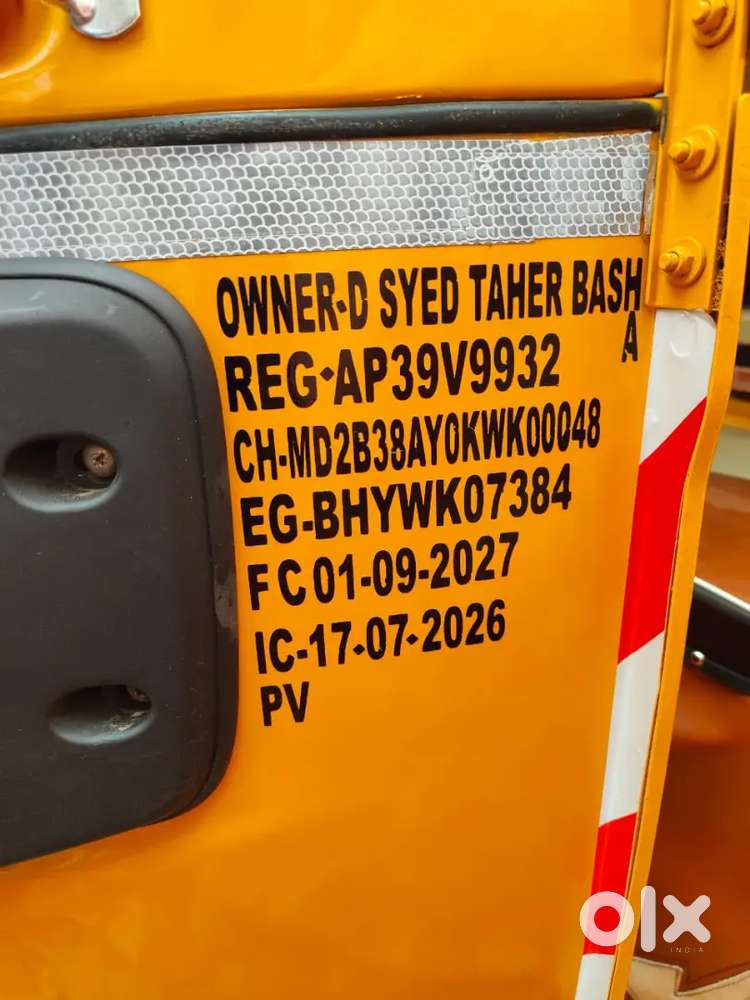 OWNER-D SYED TAHER BASH
A
REG-AP39V9932
CH-MD2B38AY0KWK00048
EG-BHYWK07384
FC 01-09-2027
IC-17-07-2026
PV
olx
INDIA